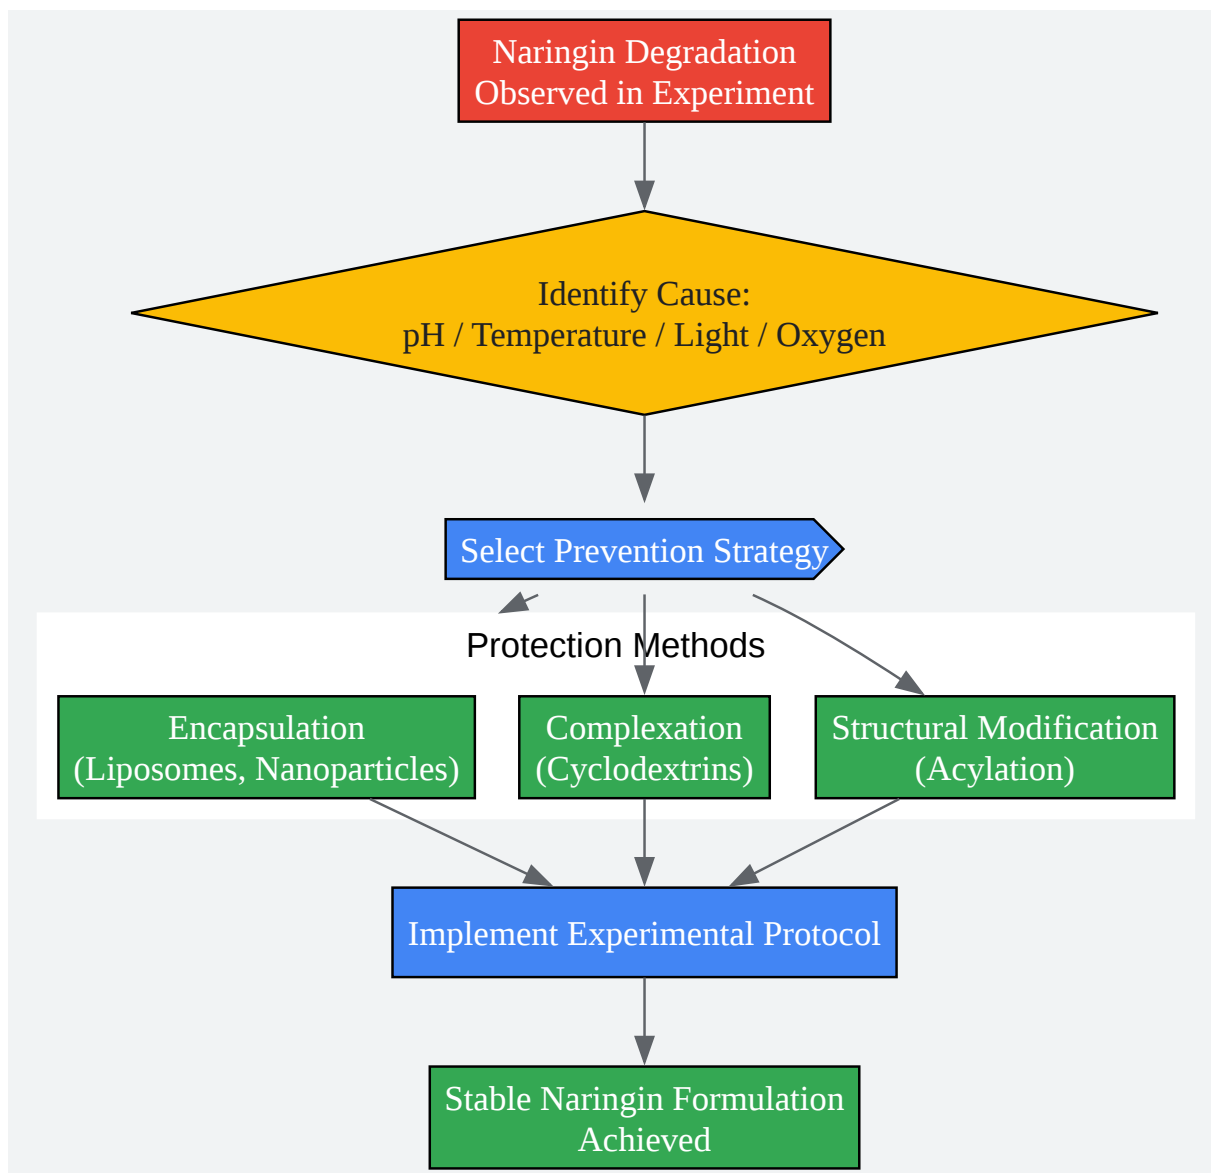 Naringin Degradation
Observed in Experiment
Identify Cause:
pH / Temperature / Light / Oxygen
Select Prevention Strategy
Protection Methods
Encapsulation
(Liposomes, Nanoparticles)
Complexation
(Cyclodextrins)
Structural Modification
(Acylation)
Implement Experimental Protocol
Stable Naringin Formulation
Achieved